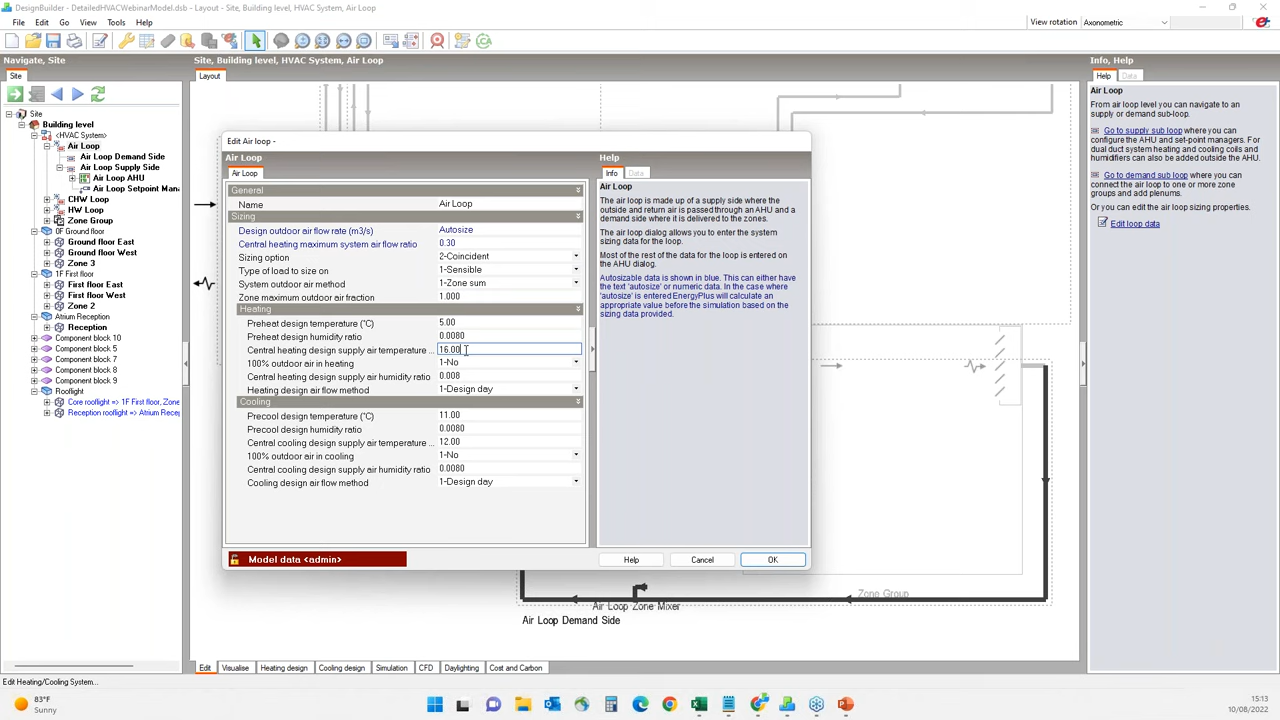 DesignBuilder - DetailedHVACWebinarModel.dsb - Layout - Site, Building level, HVAC System, Air Loop
File Edit Go View Tools Help
View rotation Axonometric
Navigate, Site
Site, Building level, HVAC System, Air Loop
Info, Help
Site
Layout
Help Data
Site
Building level
<HVAC System>
Air Loop
Air Loop Demand Side
Air Loop Supply Side
Air Loop AHU
Air Loop Setpoint Mana
CHW Loop
HW Loop
Zone Group
0F Ground floor
Ground floor East
Ground floor West
Zone 3
1F First floor
First floor East
First floor West
Zone 2
Atrium Reception
Reception
Component block 10
Component block 5
Component block 7
Component block 8
Component block 9
Rooflight
Core rooflight => 1F First floor, Zone
Reception rooflight => Atrium Recep
Edit Air loop -
Air Loop
Air Loop
General
Name Air Loop
Sizing
Design outdoor air flow rate (m3/s) Autosize
Central heating maximum system air flow ratio 0.30
Sizing option 2-Coincident
Type of load to size on 1-Sensible
System outdoor air method 1-Zone sum
Zone maximum outdoor air fraction 1.000
Heating
Preheat design temperature (°C) 5.00
Preheat design humidity ratio 0.0080
Central heating design supply air temperature ... 16.00
100% outdoor air in heating 1-No
Central heating design supply air humidity ratio 0.008
Heating design air flow method 1-Design day
Cooling
Precool design temperature (°C) 11.00
Precool design humidity ratio 0.0080
Central cooling design supply air temperature ... 12.00
100% outdoor air in cooling 1-No
Central cooling design supply air humidity ratio 0.0080
Cooling design air flow method 1-Design day
Model data <admin>
Help
Info Data
Air Loop
The air loop is made up of a supply side where the
outside and return air is passed through an AHU and a
demand side where it is delivered to the zones.
The air loop dialog allows you to enter the system
sizing data for the loop.
Most of the rest of the data for the loop is entered on
the AHU dialog.
Autosizable data is shown in blue. This can either have
the text 'autosize' or numeric data. In the case where
'autosize' is entered EnergyPlus will calculate an
appropriate value before the simulation based on the
sizing data provided.
Help Cancel OK
Air Loop
From air loop level you can navigate to an
supply or demand sub-loop.
Go to supply sub loop where you can
configure the AHU and set-point managers. For
dual duct system heating and cooling coils and
humidifiers can also be added outside the AHU.
Go to demand sub loop where you can
connect the air loop to one or more zone
groups and add plenums.
Or you can edit the air loop sizing properties.
Edit loop data
Zone Group
Air Loop Zone Mixer
Air Loop Demand Side
Edit Visualise Heating design Cooling design Simulation CFD Daylighting Cost and Carbon
Edit Heating/Cooling System...
83°F
Sunny
15:13
10/08/2022